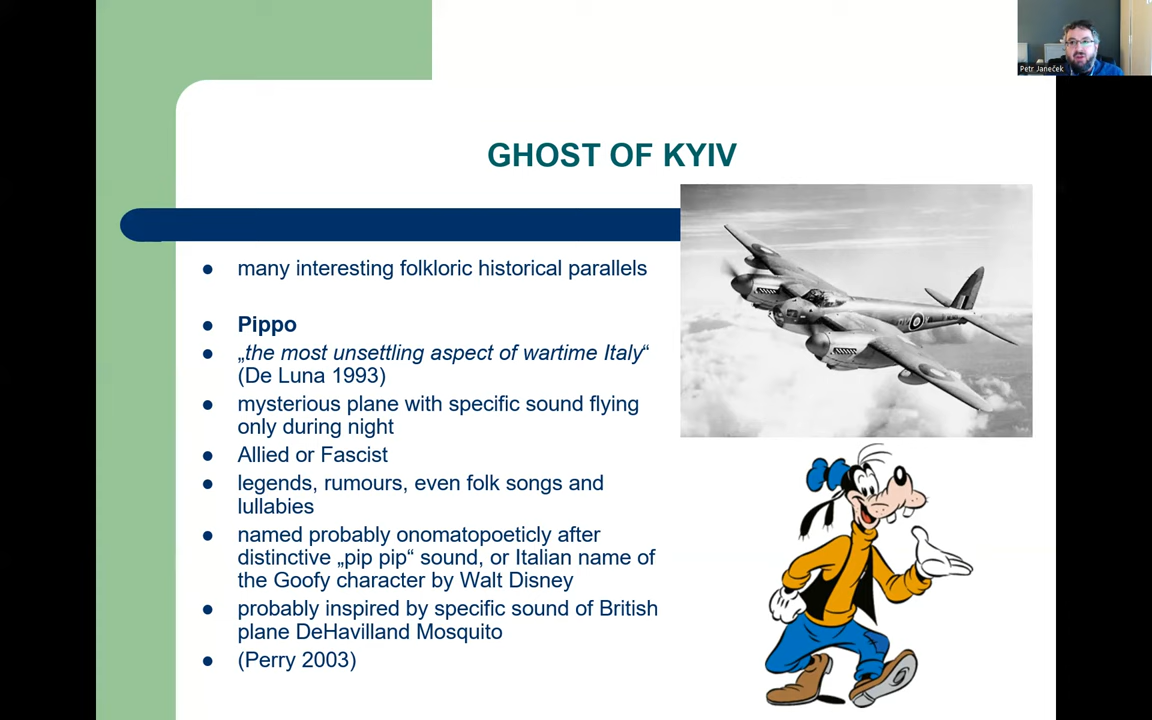 Petr Janeček
GHOST OF KYIV
● many interesting folkloric historical parallels
● Pippo
● „the most unsettling aspect of wartime Italy“
(De Luna 1993)
● mysterious plane with specific sound flying
only during night
● Allied or Fascist
● legends, rumours, even folk songs and
lullabies
● named probably onomatopoeticly after
distinctive „pip pip“ sound, or Italian name of
the Goofy character by Walt Disney
● probably inspired by specific sound of British
plane DeHavilland Mosquito
● (Perry 2003)